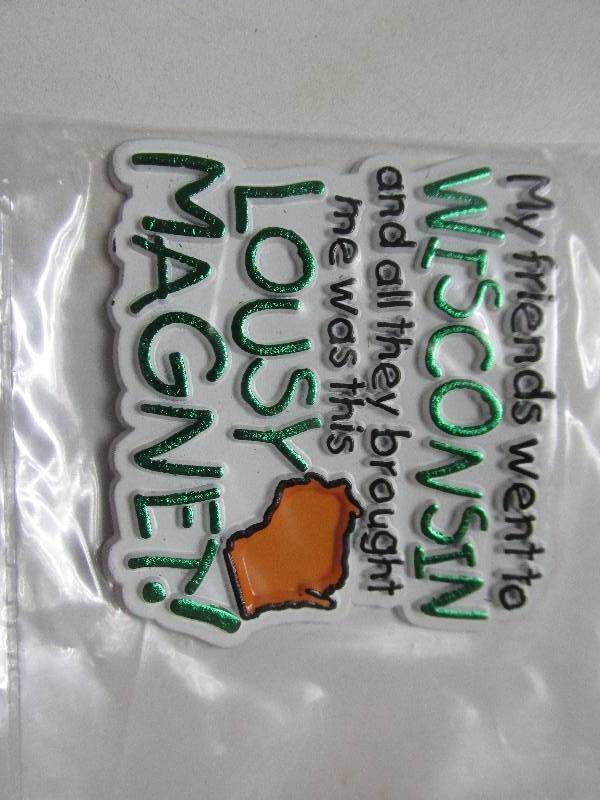 My friends went to
WISCONSIN
and all they brought
me was this
LOUSY
MAGNET!